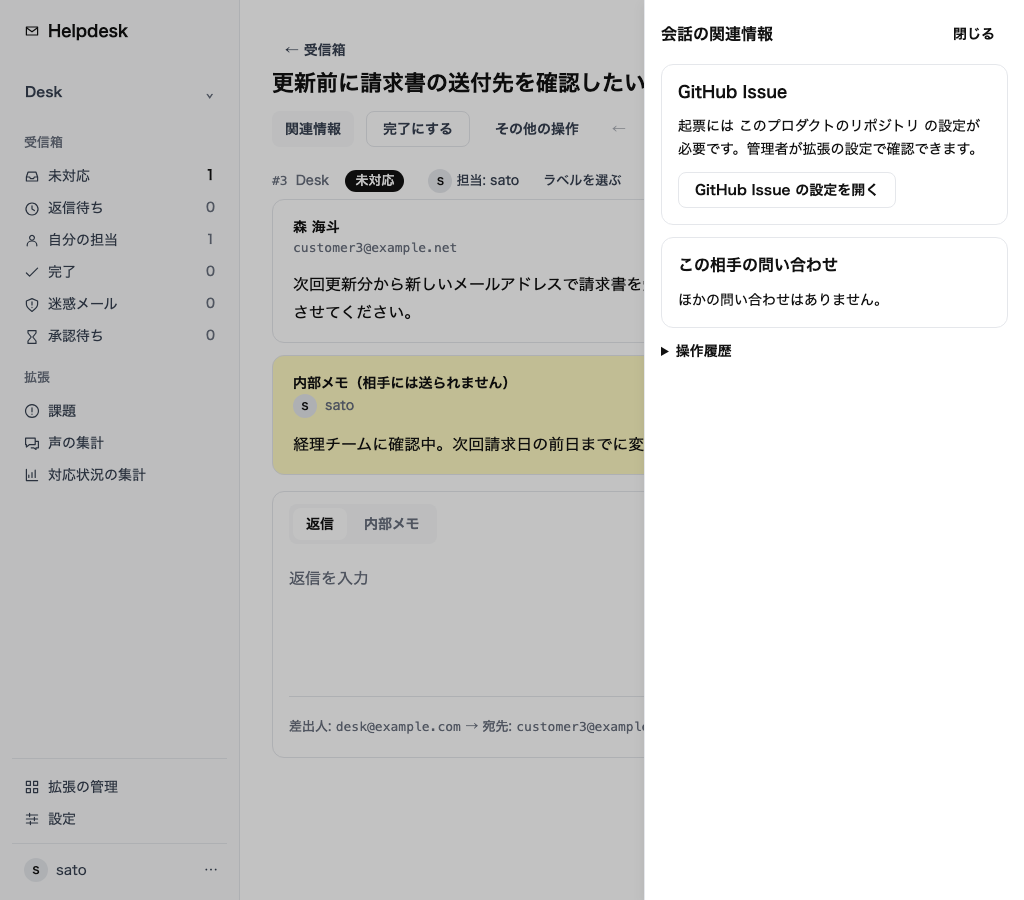 Helpdesk
Desk
受信箱
未対応 1
返信待ち 0
自分の担当 1
完了 0
迷惑メール 0
承認待ち 0
拡張
課題
声の集計
対応状況の集計
拡張の管理
設定
S sato ...
← 受信箱
更新前に請求書の送付先を確認したい
関連情報 完了にする その他の操作 ←
#3 Desk 未対応 S 担当: sato ラベルを選ぶ
森 海斗
customer3@example.net
次回更新分から新しいメールアドレスで請求書を
させてください。
内部メモ（相手には送られません）
S sato
経理チームに確認中。次回請求日の前日までに変
返信 内部メモ
返信を入力
差出人: desk@example.com → 宛先: customer3@example
会話の関連情報 閉じる
GitHub Issue
起票には このプロダクトのリポジトリ の設定が
必要です。管理者が拡張の設定で確認できます。
GitHub Issue の設定を開く
この相手の問い合わせ
ほかの問い合わせはありません。
▶ 操作履歴